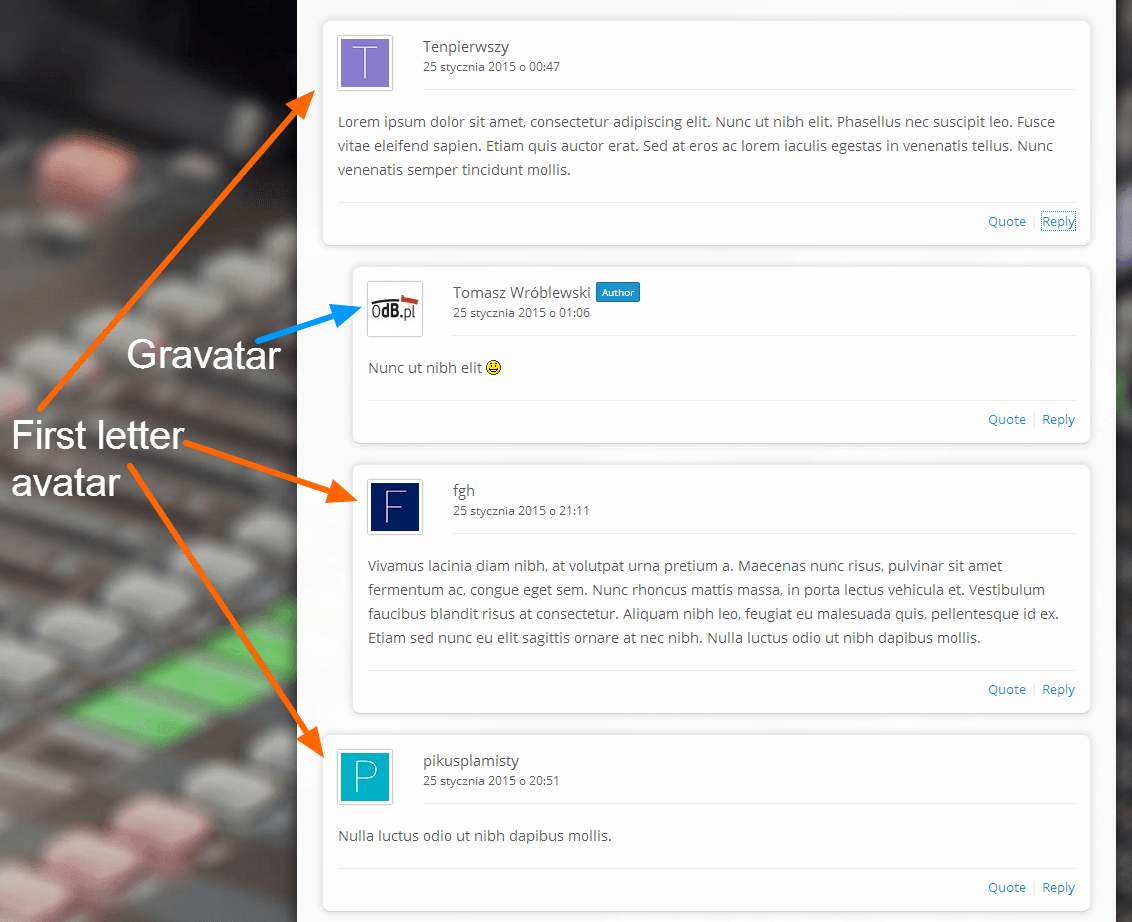 T
Tenpierwszy
25 stycznia 2015 o 00:47
Lorem ipsum dolor sit amet, consectetur adipiscing elit. Nunc ut nibh elit. Phasellus nec suscipit leo. Fusce
vitae eleifend sapien. Etiam quis auctor erat. Sed at eros ac lorem iaculis egestas in venenatis tellus. Nunc
venenatis semper tincidunt mollis.
Quote | Reply
0dB.pl
Tomasz Wróblewski Author
25 stycznia 2015 o 01:06
Gravatar
Nunc ut nibh elit 😀
Quote | Reply
First letter
avatar
F
fgh
25 stycznia 2015 o 21:11
Vivamus lacinia diam nibh, at volutpat urna pretium a. Maecenas nunc risus, pulvinar sit amet
fermentum ac, congue eget sem. Nunc rhoncus mattis massa, in porta lectus vehicula et. Vestibulum
faucibus blandit risus at consectetur. Aliquam nibh leo, feugiat eu malesuada quis, pellentesque id ex.
Etiam sed nunc eu elit sagittis ornare at nec nibh. Nulla luctus odio ut nibh dapibus mollis.
Quote | Reply
P
pikusplamisty
25 stycznia 2015 o 20:51
Nulla luctus odio ut nibh dapibus mollis.
Quote | Reply